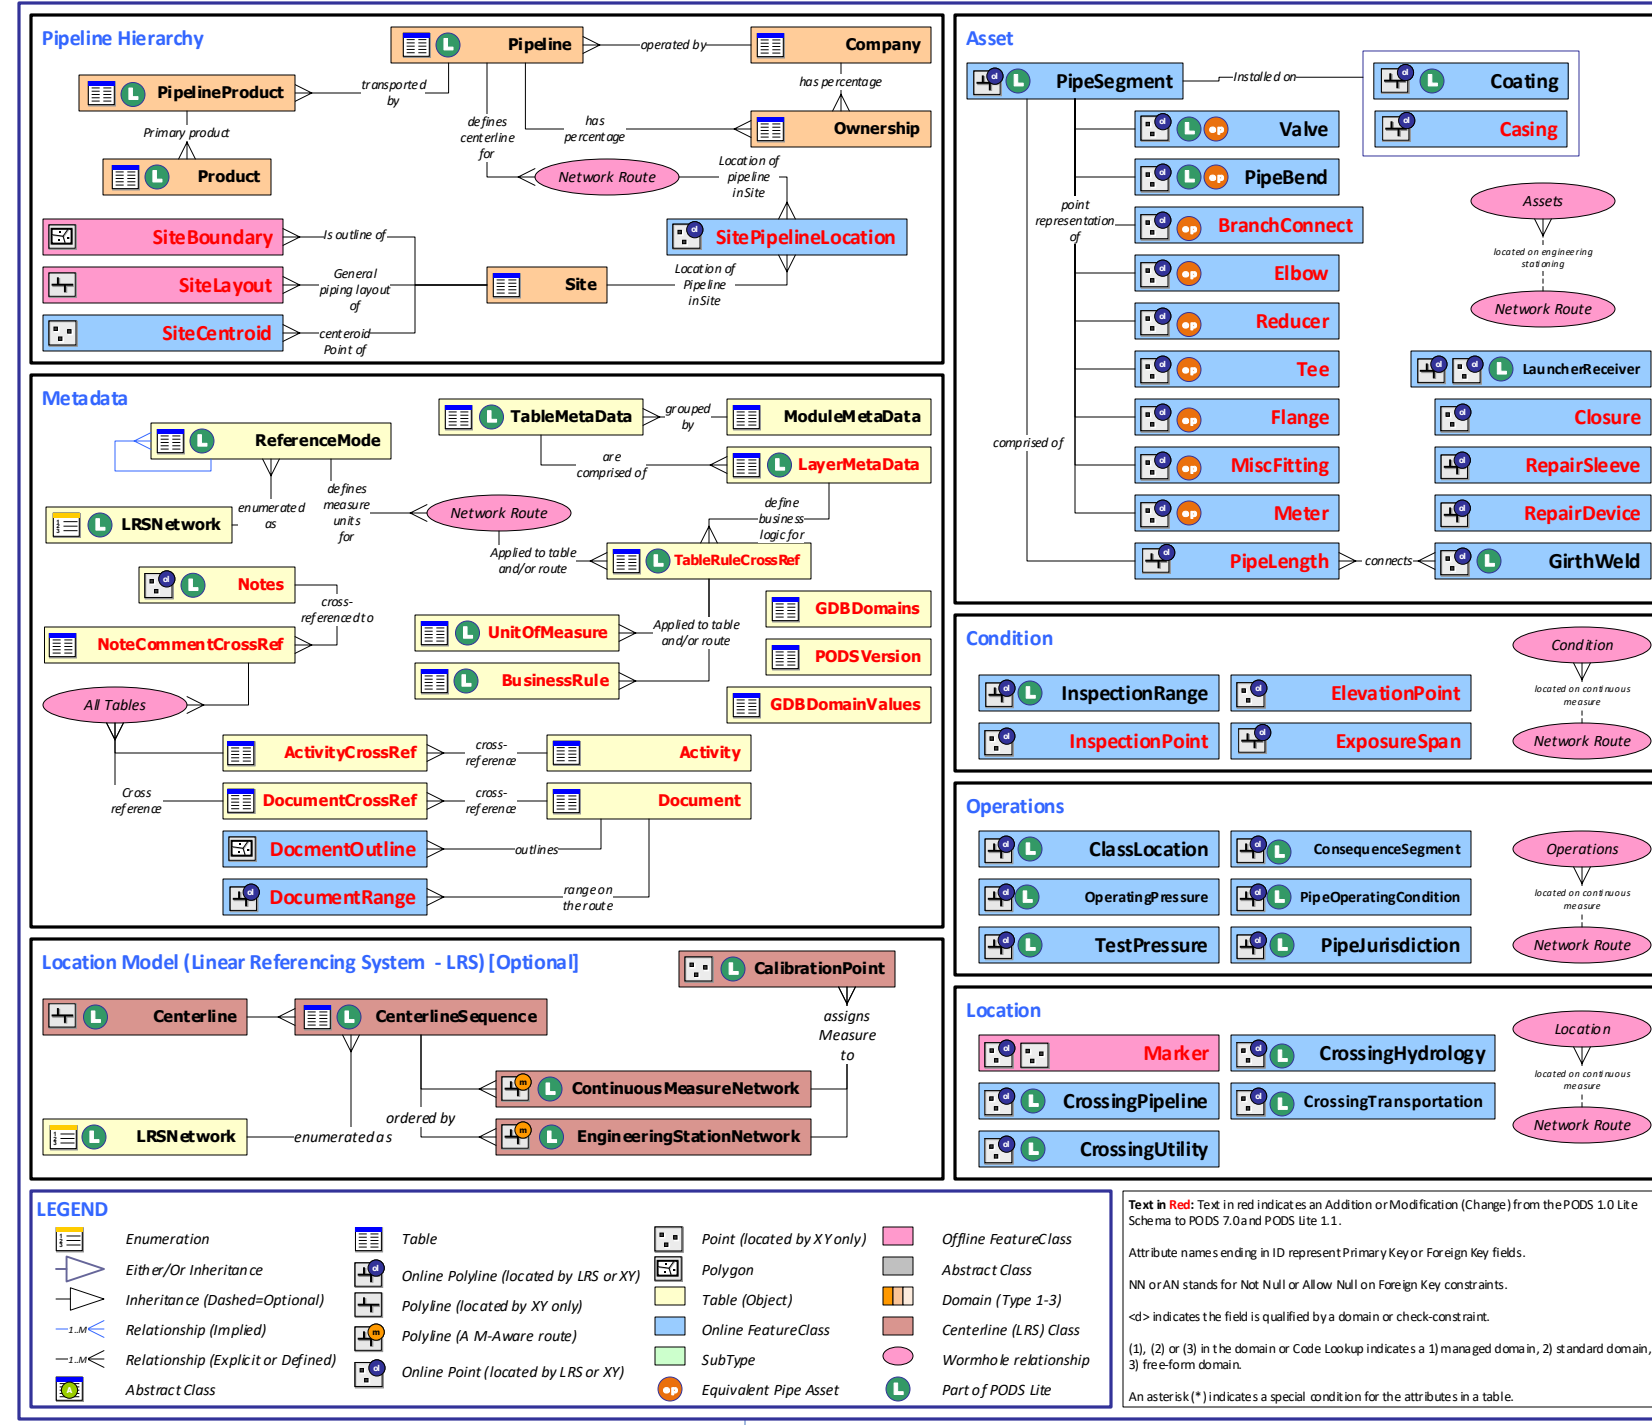 Pipeline Hierarchy
Pipeline
operated by
Company
has percentage
PipelineProduct
transported
by
Primary product
defines
centerline
for
has
percentage
Ownership
Product
Network Route
Location of
pipeline
in Site
SiteBoundary
Is outline of
SitePipelineLocation
SiteLayout
General
piping layout
of
Site
Location of
Pipeline
in Site
SiteCentroid
centeroid
Point of
Metadata
TableMetaData
grouped
by
ModuleMetaData
ReferenceMode
are
comprised of
LayerMetaData
enumerated
as
defines
measure
units
for
define
business
logic for
LRSNetwork
Network Route
Applied to table
and/or route
TableRuleCrossRef
Notes
cross-
referenced to
GDBDomains
NoteCommentCrossRef
UnitOfMeasure
Applied to table
and/or route
PODSVersion
BusinessRule
All Tables
GDBDomainValues
ActivityCrossRef
cross-
reference
Activity
Cross
reference
DocumentCrossRef
cross-
reference
Document
DocmentOutline
outlines
DocumentRange
range on
the route
Location Model (Linear Referencing System - LRS) [Optional]
CalibrationPoint
Centerline
CenterlineSequence
assigns
Measure
to
ContinuousMeasureNetwork
ordered by
LRSNetwork
enumerated as
EngineeringStationNetwork
Asset
PipeSegment
Installed on
Coating
Casing
Valve
PipeBend
point
representation
of
BranchConnect
Elbow
Reducer
Tee
Flange
MiscFitting
Meter
comprised of
PipeLength
connects
GirthWeld
Assets
located on engineering
stationing
Network Route
LauncherReceiver
Closure
RepairSleeve
RepairDevice
Condition
Condition
InspectionRange
ElevationPoint
located on continuous
measure
InspectionPoint
ExposureSpan
Network Route
Operations
ClassLocation
ConsequenceSegment
Operations
OperatingPressure
PipeOperatingCondition
located on continuous
measure
TestPressure
PipeJurisdiction
Network Route
Location
Location
Marker
CrossingHydrology
located on continuous
measure
CrossingPipeline
CrossingTransportation
Network Route
CrossingUtility
LEGEND
Enumeration
Either/Or Inheritance
Inheritance (Dashed=Optional)
1..M
Relationship (Implied)
1..M
Relationship (Explicit or Defined)
Abstract Class
Table
Online Polyline (located by LRS or XY)
Polyline (located by XY only)
Polyline (A M-Aware route)
Online Point (located by LRS or XY)
Point (located by XY only)
Polygon
Table (Object)
Online FeatureClass
SubType
Equivalent Pipe Asset
Offline FeatureClass
Abstract Class
Domain (Type 1-3)
Centerline (LRS) Class
Wormhole relationship
Part of PODS Lite
Text in Red: Text in red indicates an Addition or Modification (Change) from the PODS 1.0 Lite
Schema to PODS 7.0 and PODS Lite 1.1.
Attribute names ending in ID represent Primary Key or Foreign Key fields.
NN or AN stands for Not Null or Allow Null on Foreign Key constraints.
<d> indicates the field is qualified by a domain or check-constraint.
(1), (2) or (3) in the domain or Code Lookup indicates a 1) managed domain, 2) standard domain,
3) free-form domain.
An asterisk (*) indicates a special condition for the attributes in a table.